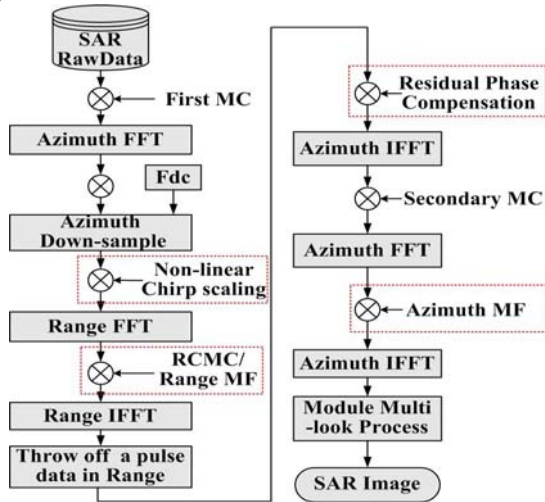 SAR
RawData
First MC
Azimuth FFT
Fdc
Azimuth
Down-sample
Non-linear
Chirp scaling
Range FFT
RCMC/
Range MF
Range IFFT
Throw off a pulse
data in Range
Residual Phase
Compensation
Azimuth IFFT
Secondary MC
Azimuth FFT
Azimuth MF
Azimuth IFFT
Module Multi
-look Process
SAR Image